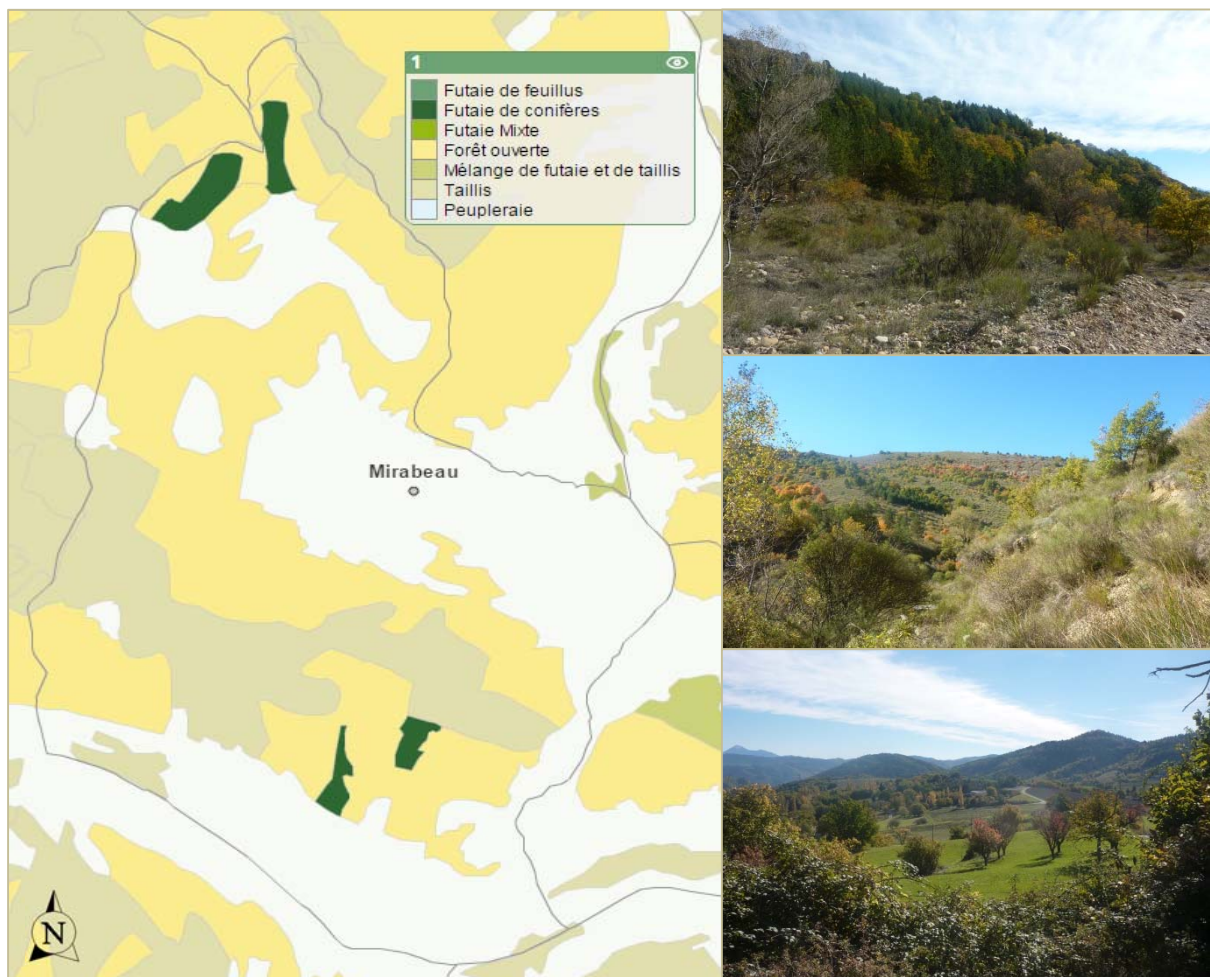 1
Futaie de feuillus
Futaie de conifères
Futaie Mixte
Forêt ouverte
Mélange de futaie et de taillis
Taillis
Peupleraie
Mirabeau
N